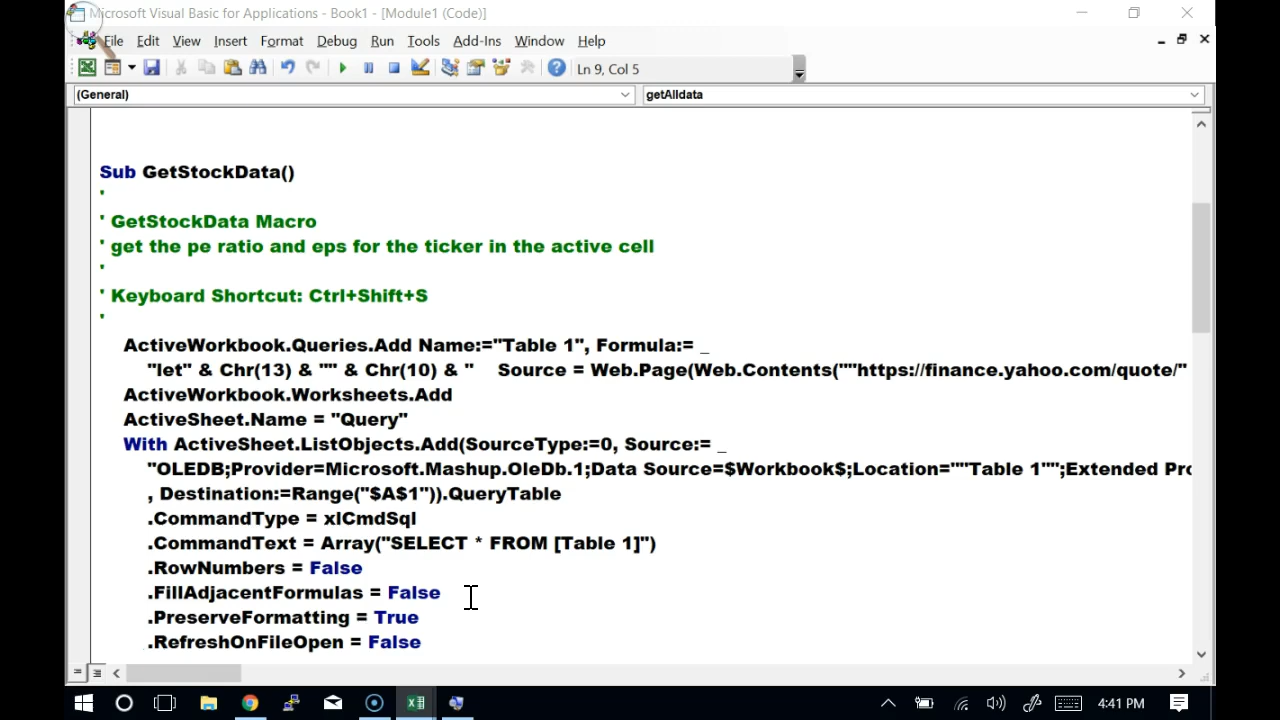 Microsoft Visual Basic for Applications - Book1 - [Module1 (Code)]
File Edit View Insert Format Debug Run Tools Add-Ins Window Help
Ln 9, Col 5
(General) getAlldata
Sub GetStockData()
'
' GetStockData Macro
' get the pe ratio and eps for the ticker in the active cell
'
' Keyboard Shortcut: Ctrl+Shift+S
'
ActiveWorkbook.Queries.Add Name:="Table 1", Formula:= _
"let" & Chr(13) & "" & Chr(10) & "    Source = Web.Page(Web.Contents(""https://finance.yahoo.com/quote/"
ActiveWorkbook.Worksheets.Add
ActiveSheet.Name = "Query"
With ActiveSheet.ListObjects.Add(SourceType:=0, Source:= _
"OLEDB;Provider=Microsoft.Mashup.OleDb.1;Data Source=$Workbook$;Location=""Table 1"";Extended Pro
, Destination:=Range("$A$1")).QueryTable
.CommandType = xlCmdSql
.CommandText = Array("SELECT * FROM [Table 1]")
.RowNumbers = False
.FillAdjacentFormulas = False
.PreserveFormatting = True
.RefreshOnFileOpen = False
4:41 PM